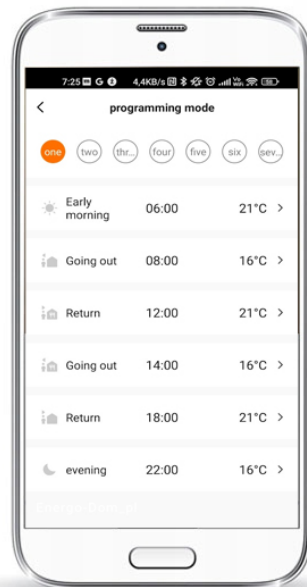 7:25 G 4,4KB/s
programming mode
one two thr... four five six sev...
Early morning 06:00 21°C >
Going out 08:00 16°C >
Return 12:00 21°C >
Going out 14:00 16°C >
Return 18:00 21°C >
evening 22:00 16°C >